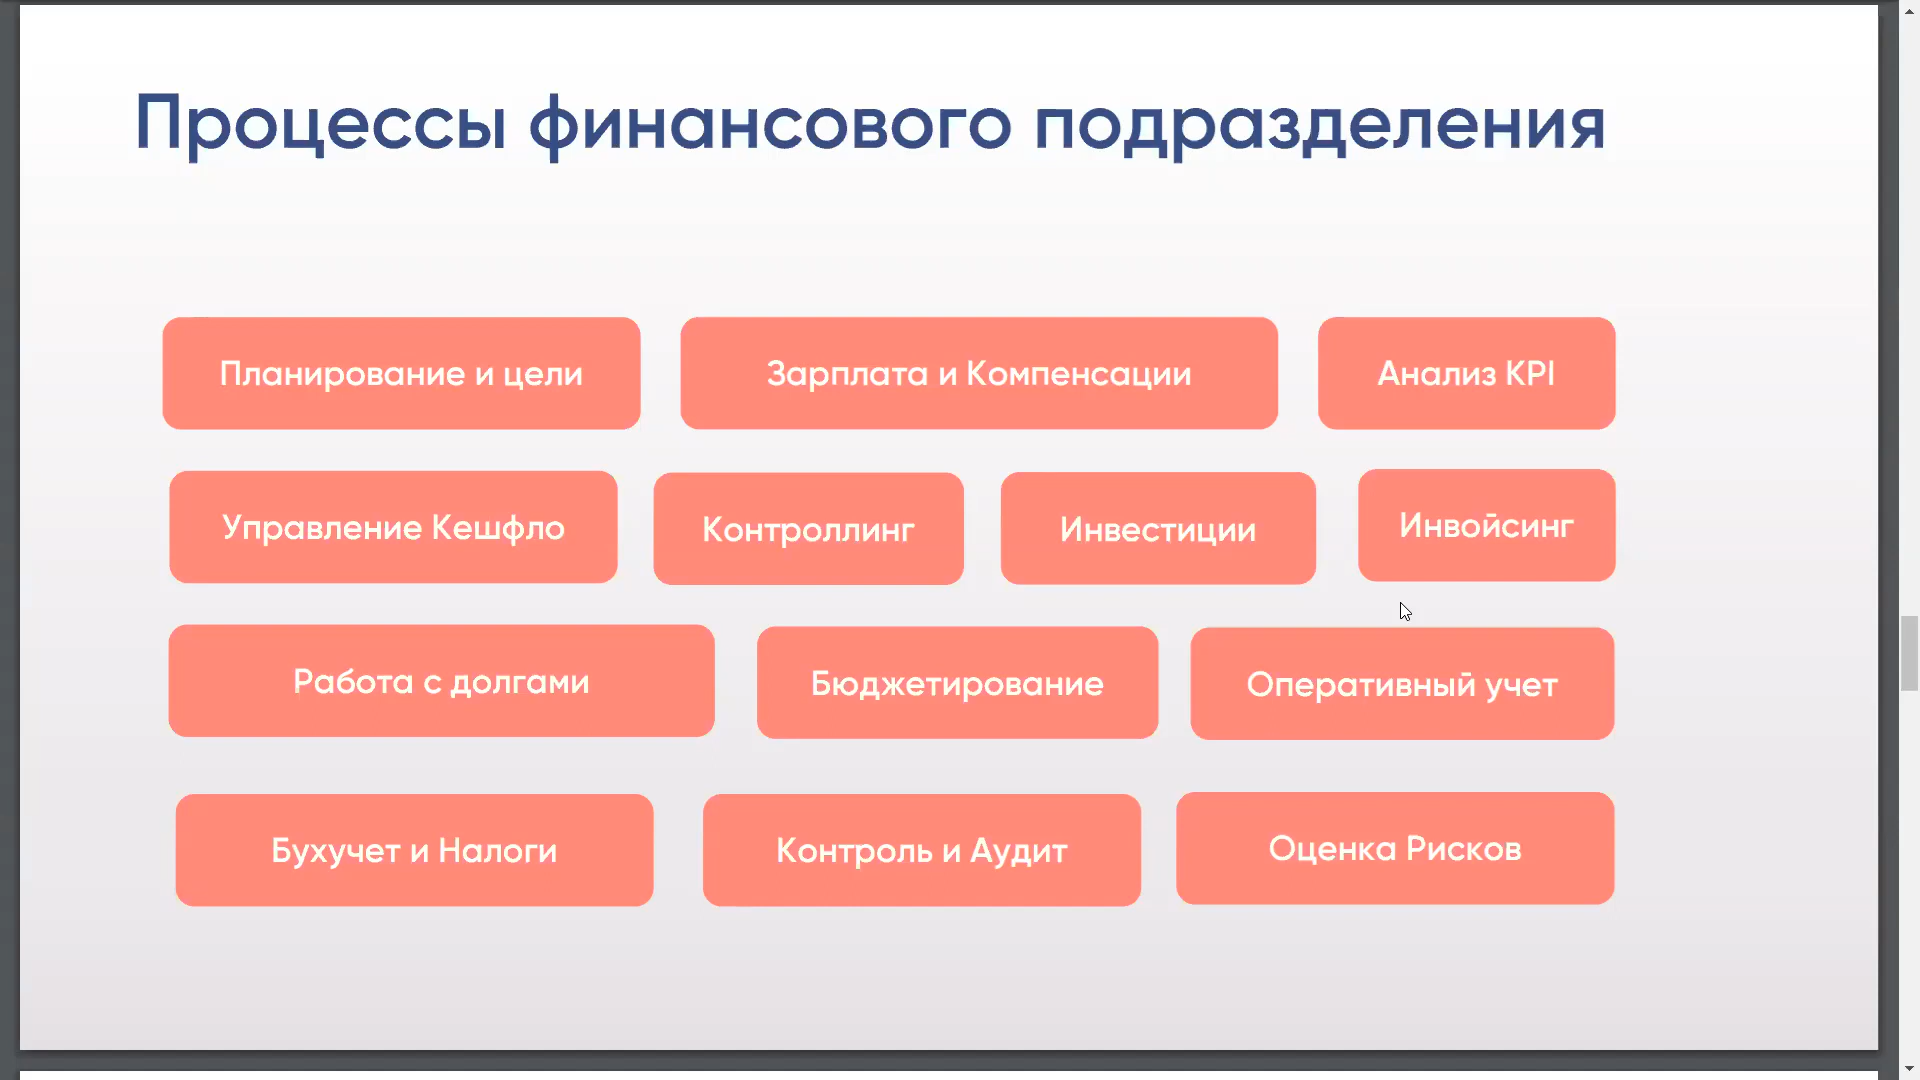 Процессы финансового подразделения
Планирование и цели
Зарплата и Компенсации
Анализ KPI
Управление Кешфло
Контроллинг
Инвестиции
Инвойсинг
Работа с долгами
Бюджетирование
Оперативный учет
Бухучет и Налоги
Контроль и Аудит
Оценка Рисков